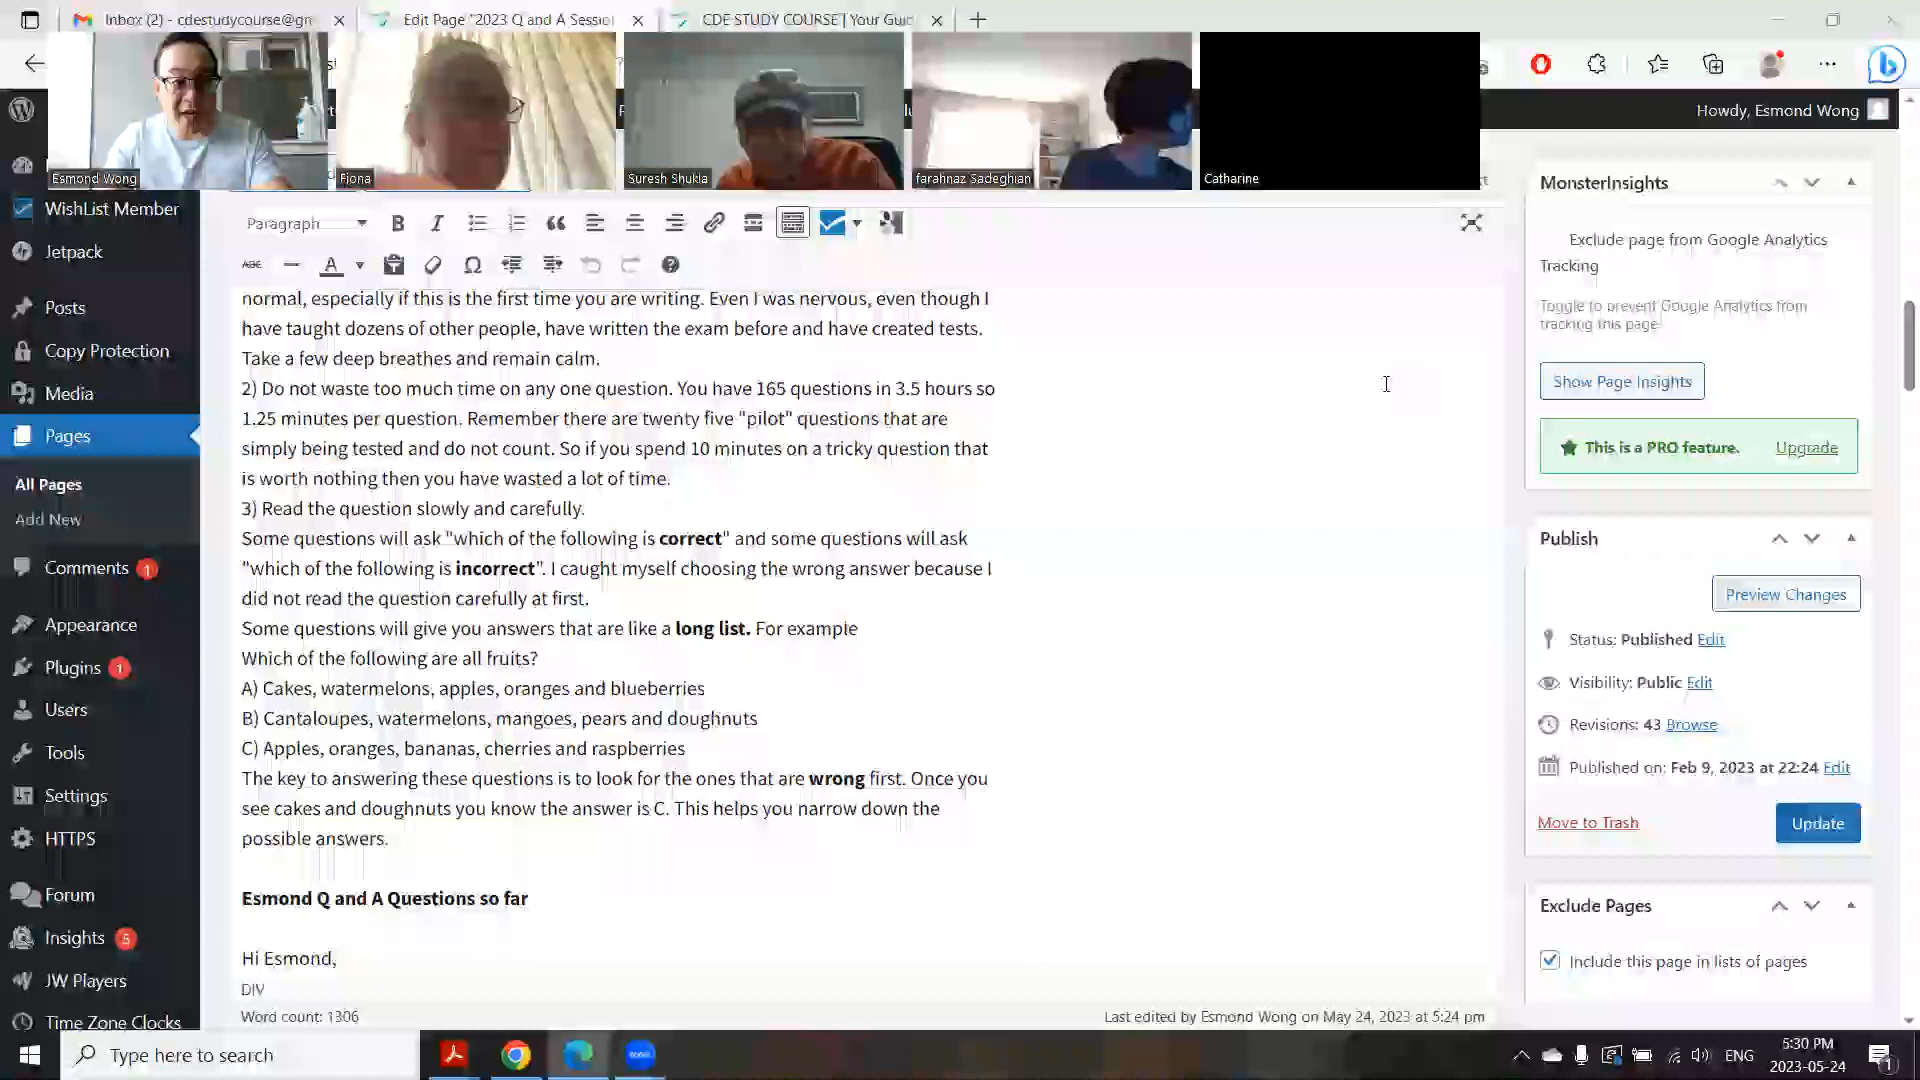 Inbox (2) - cdestudycourse@gn
Edit Page "2023 Q and A Sessio
CDE STUDY COURSE | Your Guid
Howdy, Esmond Wong
Esmond Wong
Fiona
Suresh Shukla
farahnaz Sadeghian
Catharine
WishList Member
Jetpack
Posts
Copy Protection
Media
Pages
All Pages
Add New
Comments 1
Appearance
Plugins 1
Users
Tools
Settings
HTTPS
Forum
Insights 5
JW Players
Time Zone Clocks
Paragraph
normal, especially if this is the first time you are writing. Even I was nervous, even though I
have taught dozens of other people, have written the exam before and have created tests.
Take a few deep breathes and remain calm.
2) Do not waste too much time on any one question. You have 165 questions in 3.5 hours so
1.25 minutes per question. Remember there are twenty five "pilot" questions that are
simply being tested and do not count. So if you spend 10 minutes on a tricky question that
is worth nothing then you have wasted a lot of time.
3) Read the question slowly and carefully.
Some questions will ask "which of the following is correct" and some questions will ask
"which of the following is incorrect". I caught myself choosing the wrong answer because I
did not read the question carefully at first.
Some questions will give you answers that are like a long list. For example
Which of the following are all fruits?
A) Cakes, watermelons, apples, oranges and blueberries
B) Cantaloupes, watermelons, mangoes, pears and doughnuts
C) Apples, oranges, bananas, cherries and raspberries
The key to answering these questions is to look for the ones that are wrong first. Once you
see cakes and doughnuts you know the answer is C. This helps you narrow down the
possible answers.
Esmond Q and A Questions so far
Hi Esmond,
DIV
Word count: 1306
Last edited by Esmond Wong on May 24, 2023 at 5:24 pm
MonsterInsights
Exclude page from Google Analytics
Tracking
Toggle to prevent Google Analytics from
tracking this page.
Show Page Insights
This is a PRO feature. Upgrade
Publish
Preview Changes
Status: Published Edit
Visibility: Public Edit
Revisions: 43 Browse
Published on: Feb 9, 2023 at 22:24 Edit
Move to Trash
Update
Exclude Pages
Include this page in lists of pages
Type here to search
zoom
ENG
5:30 PM
2023-05-24
1